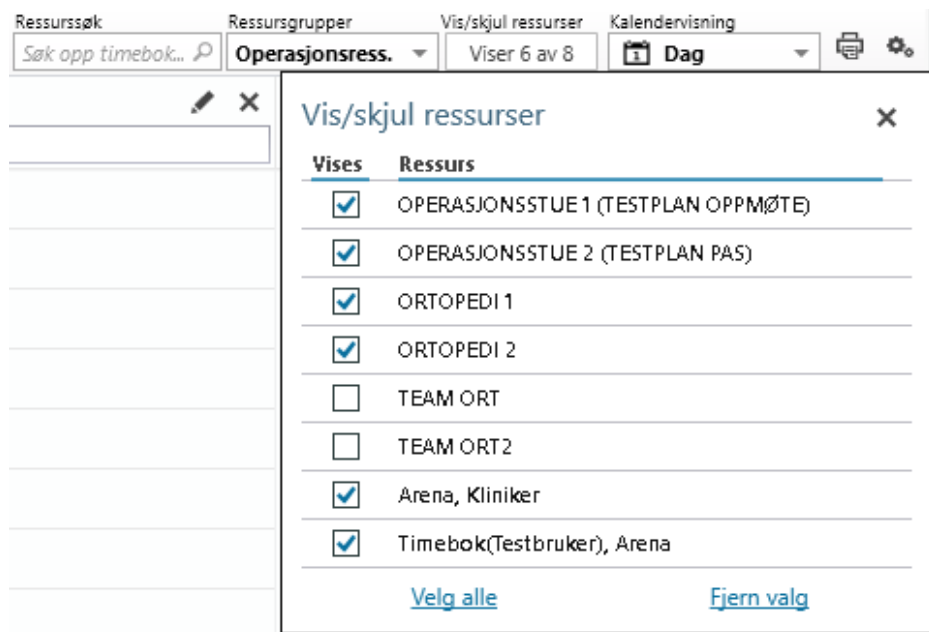 Ressurssøk Ressursgrupper Vis/skjul ressurser Kalendervisning
Søk opp timebok... Operasjonsress. Viser 6 av 8 1 Dag
Vis/skjul ressurser
Vises Ressurs
OPERASJONSSTUE 1 (TESTPLAN OPPMØTE)
OPERASJONSSTUE 2 (TESTPLAN PAS)
ORTOPEDI 1
ORTOPEDI 2
TEAM ORT
TEAM ORT2
Arena, Kliniker
Timebok(Testbruker), Arena
Velg alle Fjern valg